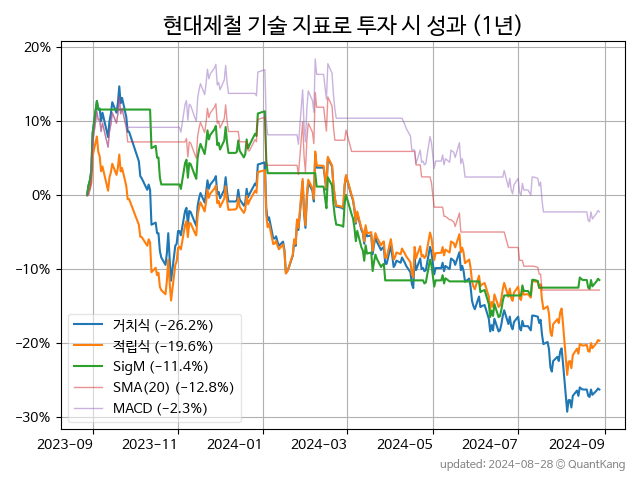 현대제철 기술 지표로 투자 시 성과 (1년)
20%
10%
0%
−10%
−20%
−30%
거치식 (−26.2%)
적립식 (−19.6%)
SigM (−11.4%)
SMA(20) (−12.8%)
MACD (−2.3%)
2023-09 2023-11 2024-01 2024-03 2024-05 2024-07 2024-09
updated: 2024-08-28 ⓒ QuantKang